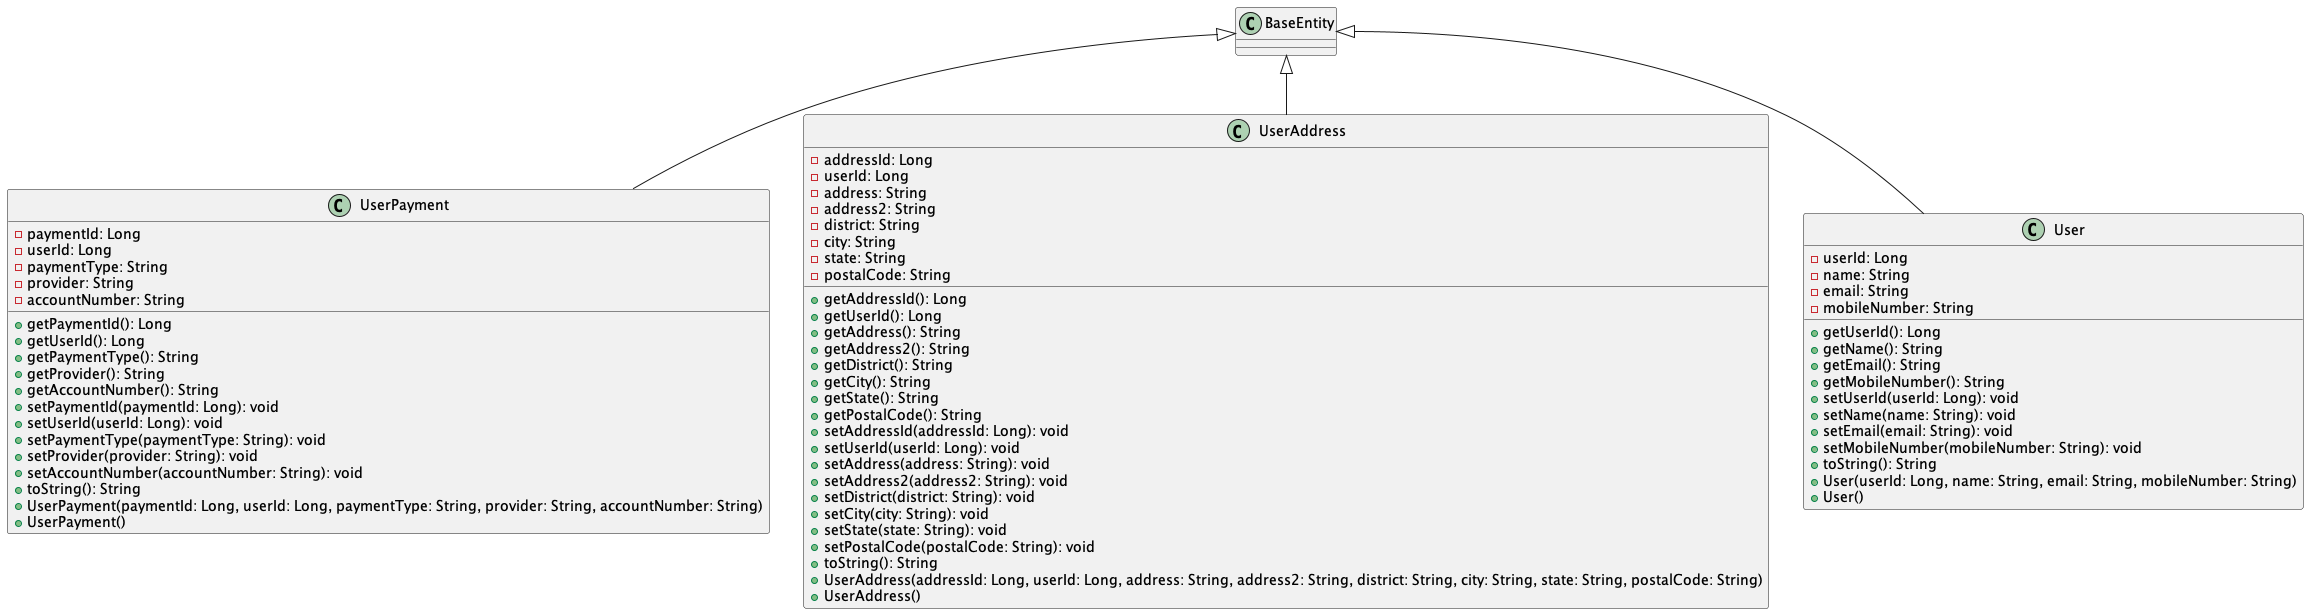 C BaseEntity
C UserPayment
paymentId: Long
userId: Long
paymentType: String
provider: String
accountNumber: String
getPaymentId(): Long
getUserId(): Long
getPaymentType(): String
getProvider(): String
getAccountNumber(): String
setPaymentId(paymentId: Long): void
setUserId(userId: Long): void
setPaymentType(paymentType: String): void
setProvider(provider: String): void
setAccountNumber(accountNumber: String): void
toString(): String
UserPayment(paymentId: Long, userId: Long, paymentType: String, provider: String, accountNumber: String)
UserPayment()
C UserAddress
addressId: Long
userId: Long
address: String
address2: String
district: String
city: String
state: String
postalCode: String
getAddressId(): Long
getUserId(): Long
getAddress(): String
getAddress2(): String
getDistrict(): String
getCity(): String
getState(): String
getPostalCode(): String
setAddressId(addressId: Long): void
setUserId(userId: Long): void
setAddress(address: String): void
setAddress2(address2: String): void
setDistrict(district: String): void
setCity(city: String): void
setState(state: String): void
setPostalCode(postalCode: String): void
toString(): String
UserAddress(addressId: Long, userId: Long, address: String, address2: String, district: String, city: String, state: String, postalCode: String)
UserAddress()
C User
userId: Long
name: String
email: String
mobileNumber: String
getUserId(): Long
getName(): String
getEmail(): String
getMobileNumber(): String
setUserId(userId: Long): void
setName(name: String): void
setEmail(email: String): void
setMobileNumber(mobileNumber: String): void
toString(): String
User(userId: Long, name: String, email: String, mobileNumber: String)
User()